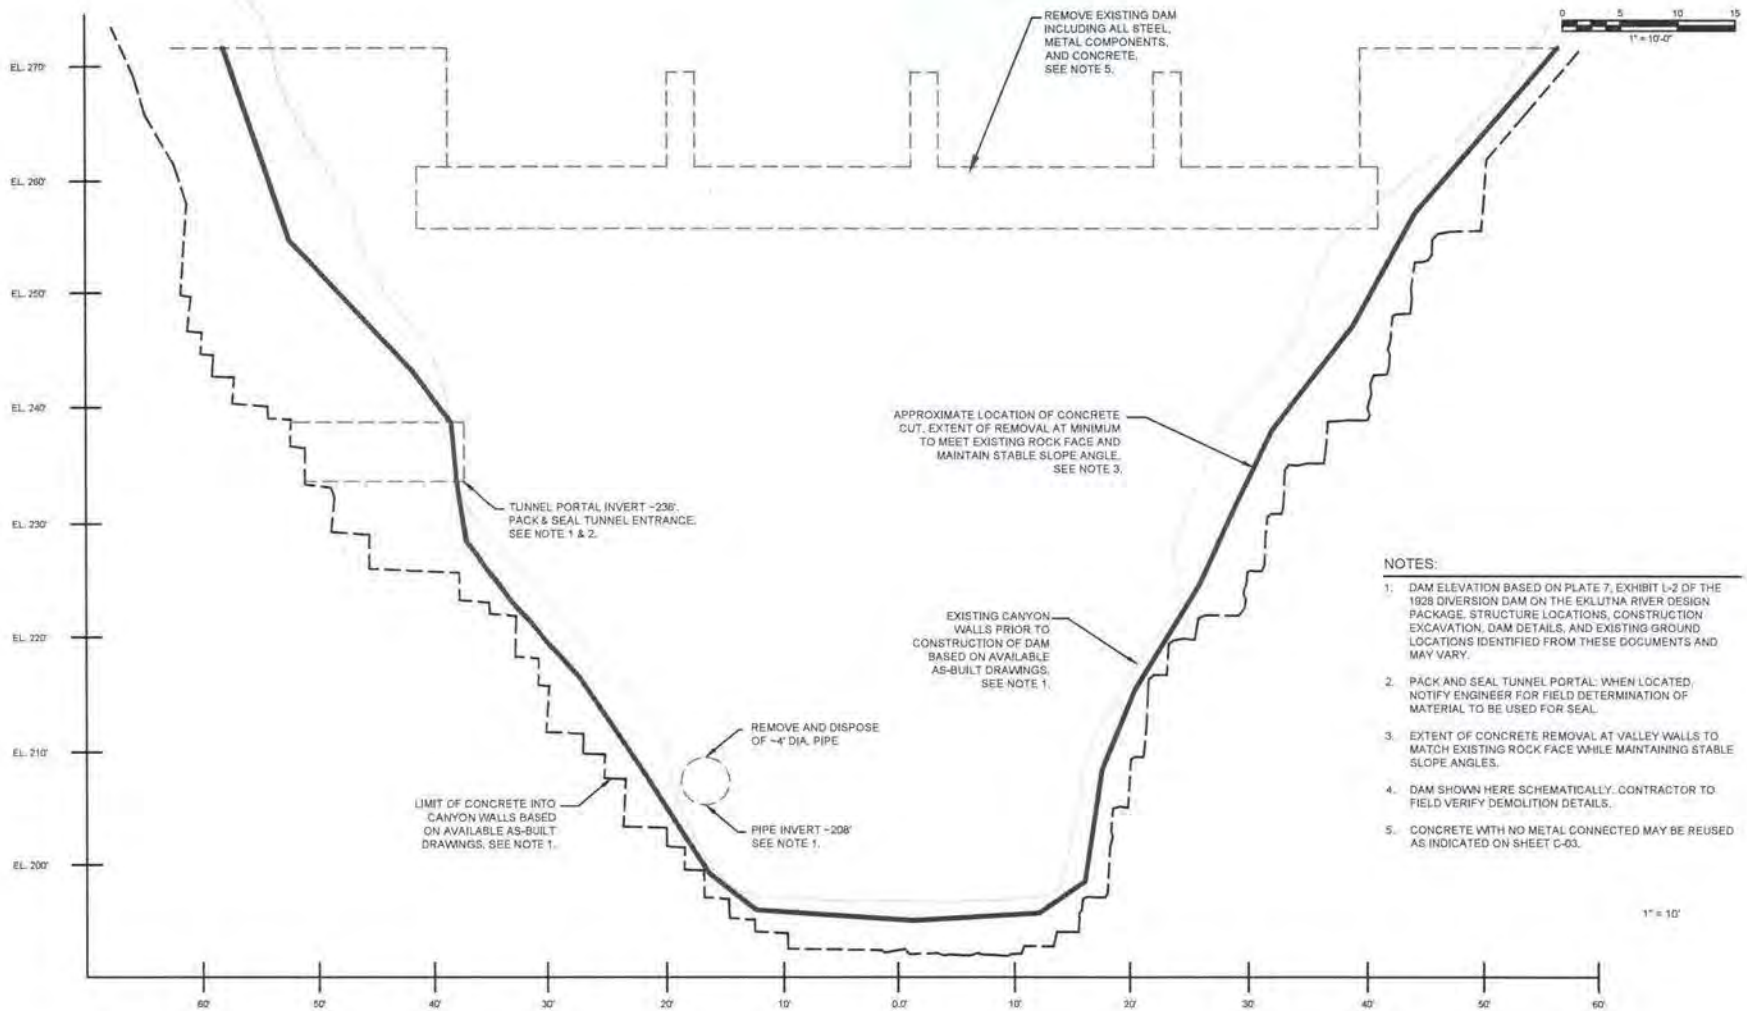 REMOVE EXISTING DAM
INCLUDING ALL STEEL,
METAL COMPONENTS,
AND CONCRETE,
SEE NOTE 5.
0 5 10 15
1" = 10'-0"
EL. 270'
EL. 260'
EL. 250'
EL. 240'
EL. 230'
EL. 220'
EL. 210'
EL. 200'
APPROXIMATE LOCATION OF CONCRETE
CUT, EXTENT OF REMOVAL AT MINIMUM
TO MEET EXISTING ROCK FACE AND
MAINTAIN STABLE SLOPE ANGLE.
SEE NOTE 3.
TUNNEL PORTAL INVERT ~236'.
PACK & SEAL TUNNEL ENTRANCE.
SEE NOTE 1 & 2.
EXISTING CANYON
WALLS PRIOR TO
CONSTRUCTION OF DAM
BASED ON AVAILABLE
AS-BUILT DRAWINGS.
SEE NOTE 1.
REMOVE AND DISPOSE
OF ~4' DIA. PIPE
PIPE INVERT ~208'
SEE NOTE 1.
LIMIT OF CONCRETE INTO
CANYON WALLS BASED
ON AVAILABLE AS-BUILT
DRAWINGS. SEE NOTE 1.
NOTES:
1. DAM ELEVATION BASED ON PLATE 7, EXHIBIT L-2 OF THE
1928 DIVERSION DAM ON THE EKLUTNA RIVER DESIGN
PACKAGE. STRUCTURE LOCATIONS, CONSTRUCTION
EXCAVATION, DAM DETAILS, AND EXISTING GROUND
LOCATIONS IDENTIFIED FROM THESE DOCUMENTS AND
MAY VARY.
2. PACK AND SEAL TUNNEL PORTAL: WHEN LOCATED,
NOTIFY ENGINEER FOR FIELD DETERMINATION OF
MATERIAL TO BE USED FOR SEAL.
3. EXTENT OF CONCRETE REMOVAL AT VALLEY WALLS TO
MATCH EXISTING ROCK FACE WHILE MAINTAINING STABLE
SLOPE ANGLES.
4. DAM SHOWN HERE SCHEMATICALLY. CONTRACTOR TO
FIELD VERIFY DEMOLITION DETAILS.
5. CONCRETE WITH NO METAL CONNECTED MAY BE REUSED
AS INDICATED ON SHEET C-03.
1" = 10'
60' 50' 40' 30' 20' 10' 0.0' 10' 20' 30' 40' 50' 60'